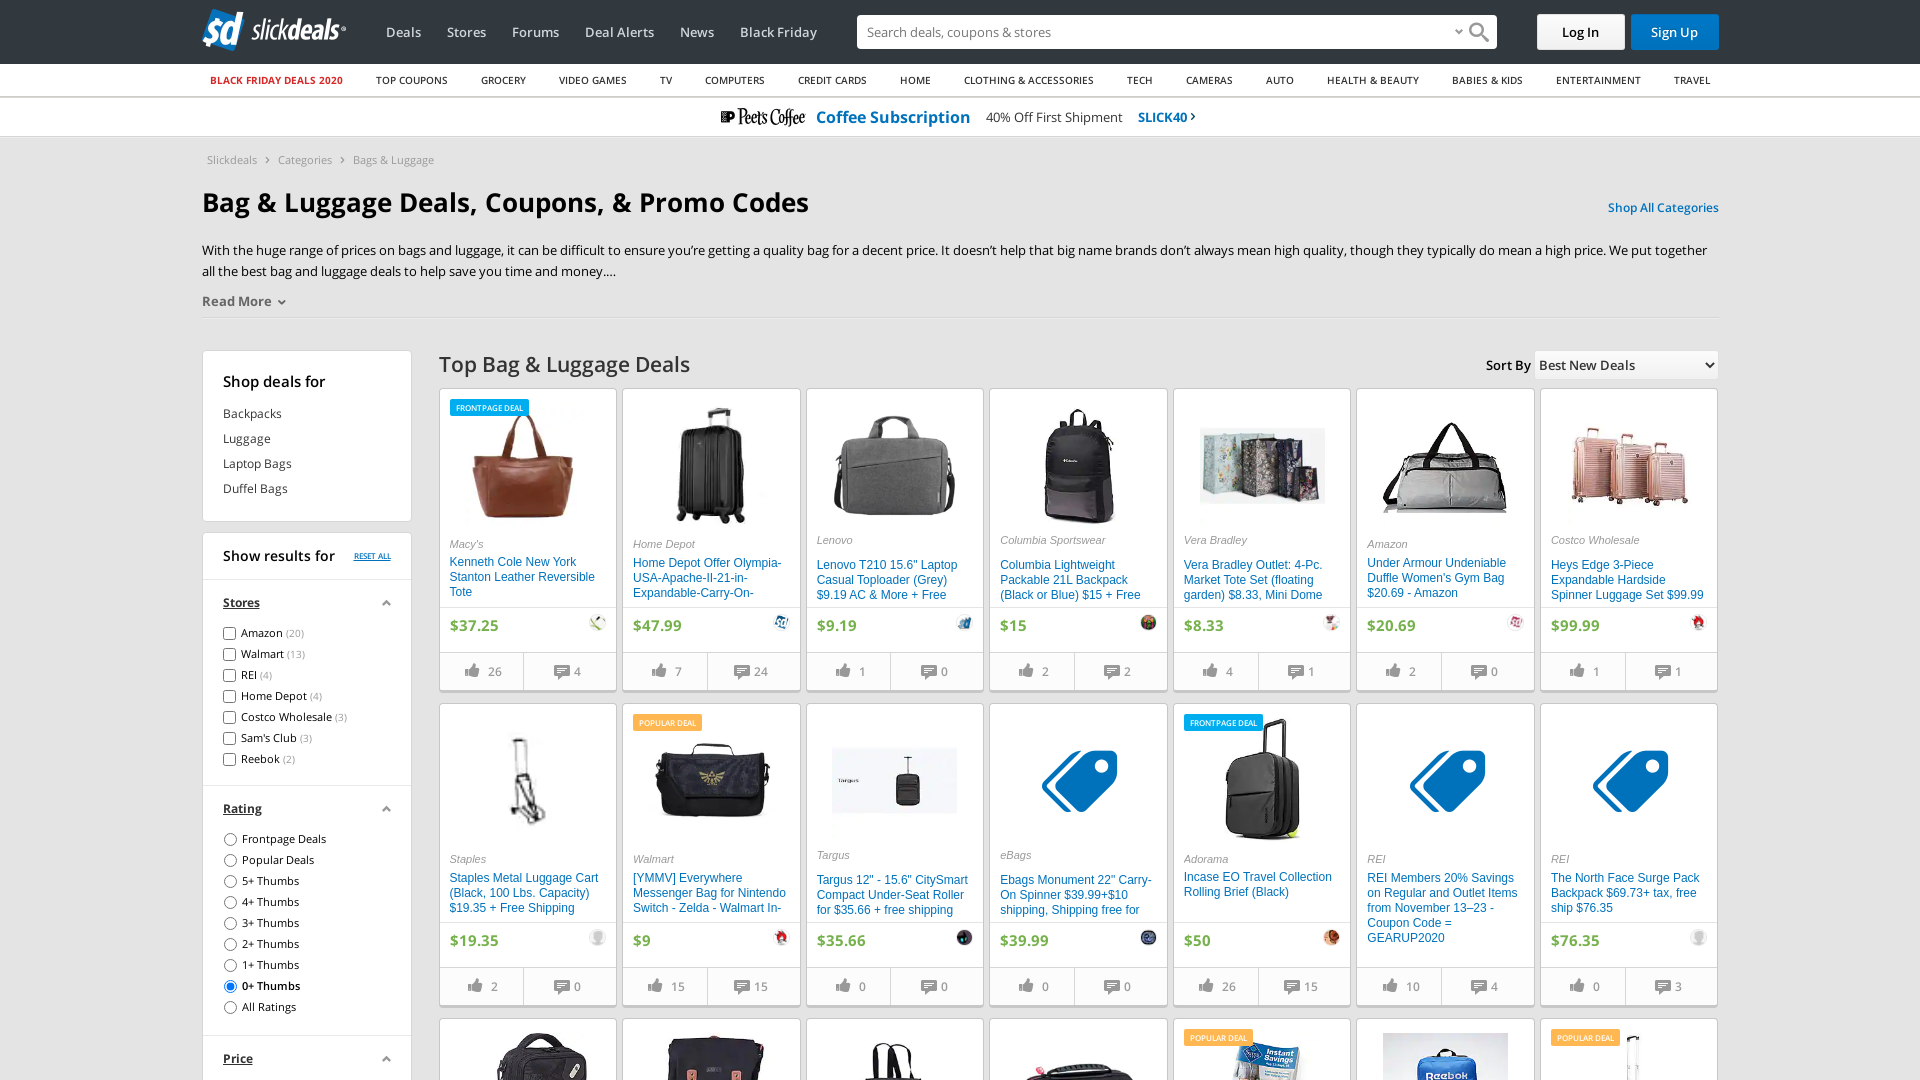 sd slickdeals
Deals Stores Forums Deal Alerts News Black Friday
Search deals, coupons & stores
Log In Sign Up
BLACK FRIDAY DEALS 2020 TOP COUPONS GROCERY VIDEO GAMES TV COMPUTERS CREDIT CARDS HOME CLOTHING & ACCESSORIES TECH CAMERAS AUTO HEALTH & BEAUTY BABIES & KIDS ENTERTAINMENT TRAVEL
Peet's Coffee Coffee Subscription 40% Off First Shipment SLICK40
Slickdeals Categories Bags & Luggage
Bag & Luggage Deals, Coupons, & Promo Codes
Shop All Categories
With the huge range of prices on bags and luggage, it can be difficult to ensure you’re getting a quality bag for a decent price. It doesn’t help that big name brands don’t always mean high quality, though they typically do mean a high price. We put together
all the best bag and luggage deals to help save you time and money....
Read More
Shop deals for
Backpacks
Luggage
Laptop Bags
Duffel Bags
Show results for RESET ALL
Stores
Amazon (20)
Walmart (13)
REI (4)
Home Depot (4)
Costco Wholesale (3)
Sam's Club (3)
Reebok (2)
Rating
Frontpage Deals
Popular Deals
5+ Thumbs
4+ Thumbs
3+ Thumbs
2+ Thumbs
1+ Thumbs
0+ Thumbs
All Ratings
Price
Top Bag & Luggage Deals
Sort By Best New Deals
FRONTPAGE DEAL
Macy's
Kenneth Cole New York
Stanton Leather Reversible
Tote
$37.25
26 4
Home Depot
Home Depot Offer Olympia-
USA-Apache-II-21-in-
Expandable-Carry-On-
$47.99
7 24
Lenovo
Lenovo T210 15.6" Laptop
Casual Toploader (Grey)
$9.19 AC & More + Free
$9.19
1 0
Columbia Sportswear
Columbia Lightweight
Packable 21L Backpack
(Black or Blue) $15 + Free
$15
2 2
Vera Bradley
Vera Bradley Outlet: 4-Pc.
Market Tote Set (floating
garden) $8.33, Mini Dome
$8.33
4 1
Amazon
Under Armour Undeniable
Duffle Women's Gym Bag
$20.69 - Amazon
$20.69
2 0
Costco Wholesale
Heys Edge 3-Piece
Expandable Hardside
Spinner Luggage Set $99.99
$99.99
1 1
Staples
Staples Metal Luggage Cart
(Black, 100 Lbs. Capacity)
$19.35 + Free Shipping
$19.35
2 0
POPULAR DEAL
Walmart
[YMMV] Everywhere
Messenger Bag for Nintendo
Switch - Zelda - Walmart In-
$9
15 15
Targus
Targus
Targus 12" - 15.6" CitySmart
Compact Under-Seat Roller
for $35.66 + free shipping
$35.66
0 0
eBags
Ebags Monument 22" Carry-
On Spinner $39.99+$10
shipping, Shipping free for
$39.99
0 0
FRONTPAGE DEAL
Adorama
Incase EO Travel Collection
Rolling Brief (Black)
$50
26 15
REI
REI Members 20% Savings
on Regular and Outlet Items
from November 13–23 -
Coupon Code =
GEARUP2020
10 4
REI
The North Face Surge Pack
Backpack $69.73+ tax, free
ship $76.35
$76.35
0 3
POPULAR DEAL
Instant
Savings
Reebok
POPULAR DEAL